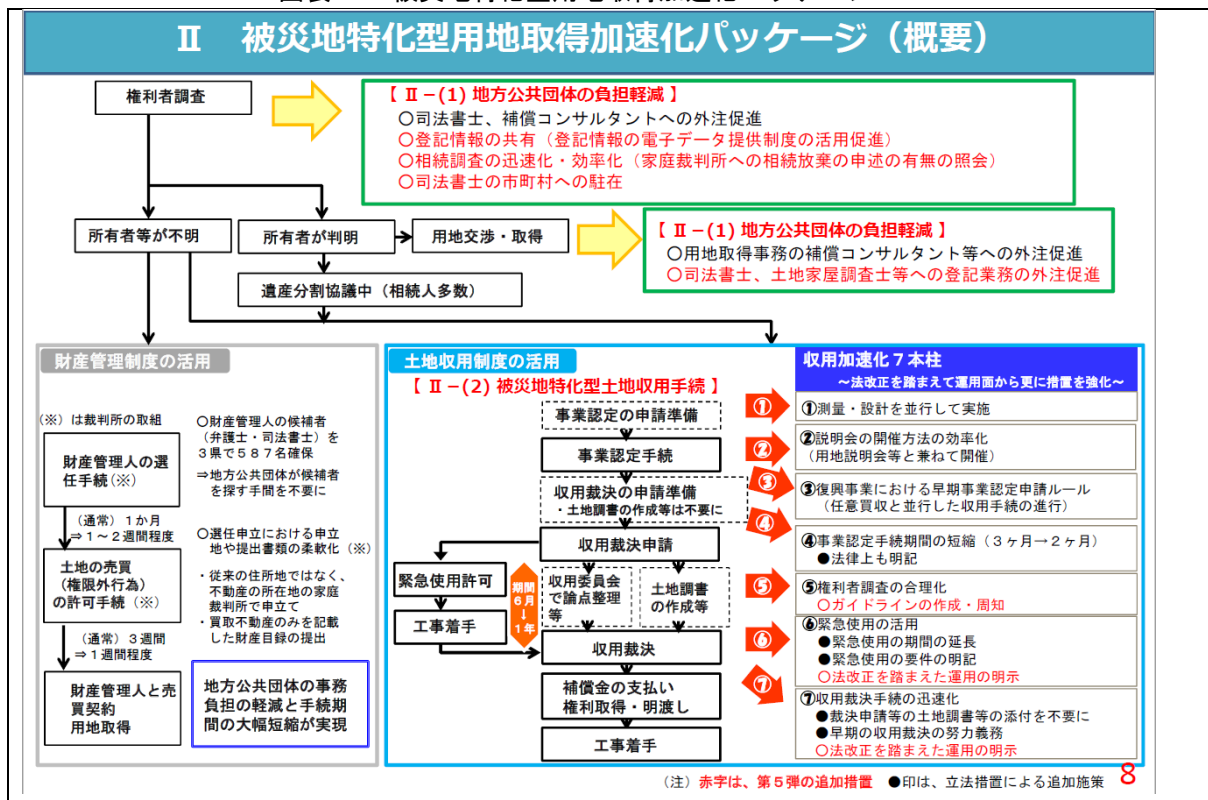 Ⅱ 被災地特化型用地取得加速化パッケージ（概要）
権利者調査
【 Ⅱ－(1) 地方公共団体の負担軽減 】
○司法書士、補償コンサルタントへの外注促進
○登記情報の共有（登記情報の電子データ提供制度の活用促進）
○相続調査の迅速化・効率化（家庭裁判所への相続放棄の申述の有無の照会）
○司法書士の市町村への駐在
所有者等が不明
所有者が判明
用地交渉・取得
【 Ⅱ－(1) 地方公共団体の負担軽減 】
○用地取得事務の補償コンサルタント等への外注促進
○司法書士、土地家屋調査士等への登記業務の外注促進
遺産分割協議中（相続人多数）
財産管理制度の活用
(※) は裁判所の取組
財産管理人の選
任手続(※)
（通常）１か月
⇒１～２週間程度
土地の売買
(権限外行為)
の許可手続（※）
（通常）３週間
⇒１週間程度
財産管理人と売
買契約
用地取得
○財産管理人の候補者
（弁護士・司法書士）を
３県で５８７名確保
⇒地方公共団体が候補者
を探す手間を不要に
○選任申立における申立
地や提出書類の柔軟化（※）
・従来の住所地ではなく、
不動産の所在地の家庭
裁判所で申立て
・買取不動産のみを記載
した財産目録の提出
地方公共団体の事務
負担の軽減と手続期
間の大幅短縮が実現
土地収用制度の活用
【 Ⅱ－(2) 被災地特化型土地収用手続 】
事業認定の申請準備
事業認定手続
収用裁決の申請準備
・土地調書の作成等は不要に
収用裁決申請
緊急使用許可
工事着手
期間
６月
↓
１年
収用委員会
で論点整理
等
土地調書
の作成等
収用裁決
補償金の支払い
権利取得・明渡し
工事着手
①
②
③
④
⑤
⑥
⑦
収用加速化７本柱
～法改正を踏まえて運用面から更に措置を強化～
①測量・設計を並行して実施
②説明会の開催方法の効率化
（用地説明会等と兼ねて開催）
③復興事業における早期事業認定申請ルール
（任意買収と並行した収用手続の進行）
④事業認定手続期間の短縮（３ヶ月→２ヶ月）
●法律上も明記
⑤権利者調査の合理化
○ガイドラインの作成・周知
⑥緊急使用の活用
●緊急使用の期間の延長
●緊急使用の要件の明記
○法改正を踏まえた運用の明示
⑦収用裁決手続の迅速化
●裁決申請等の土地調書等の添付を不要に
●早期の収用裁決の努力義務
○法改正を踏まえた運用の明示
（注）赤字は、第５弾の追加措置 ●印は、立法措置による追加施策
8